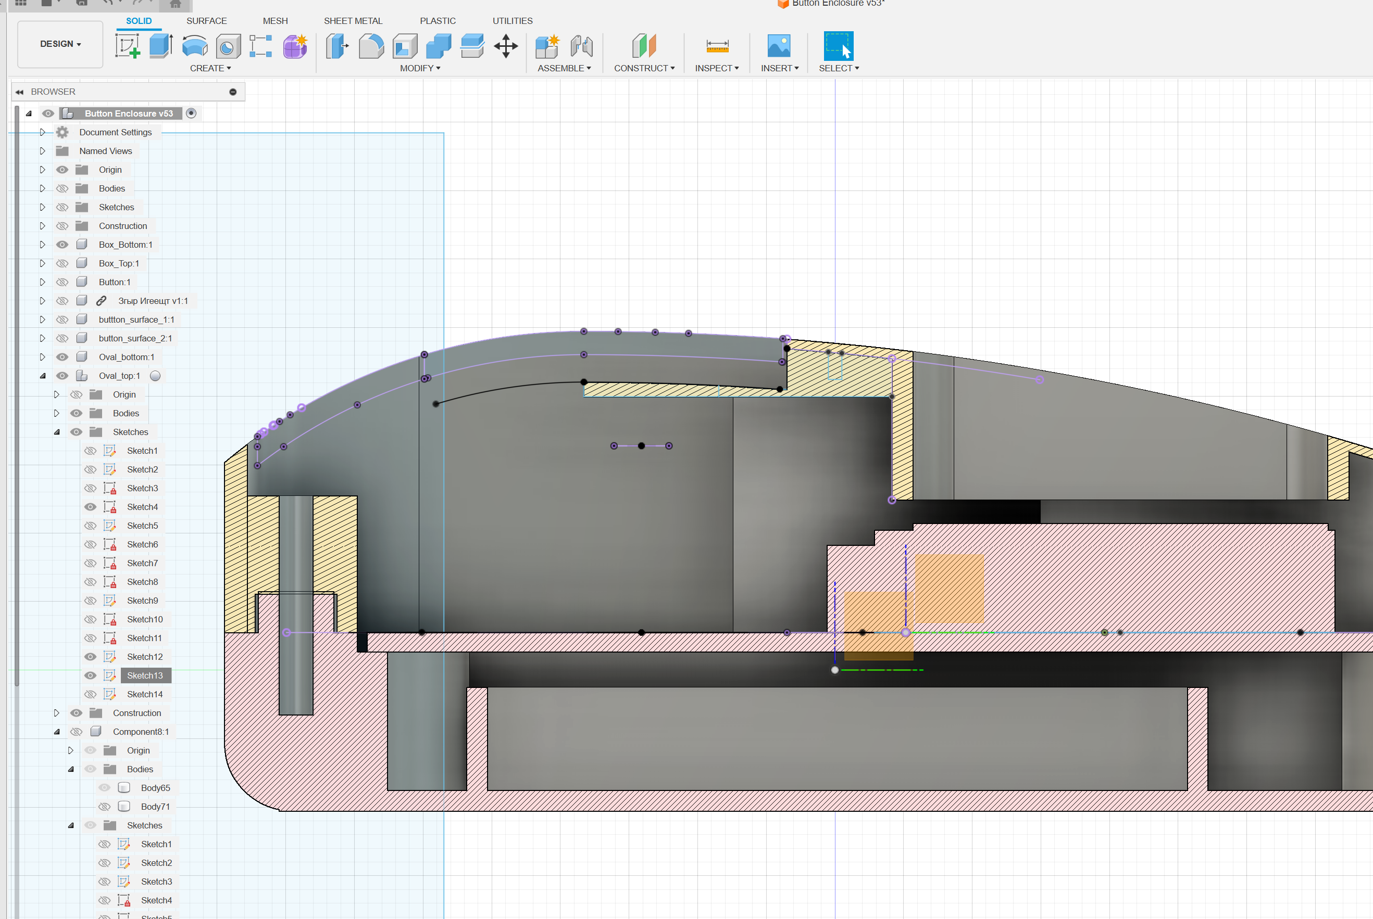 Button Enclosure v53*
SOLID SURFACE MESH SHEET METAL PLASTIC UTILITIES
DESIGN
CREATE MODIFY ASSEMBLE CONSTRUCT INSPECT INSERT SELECT
BROWSER
Button Enclosure v53
Document Settings
Named Views
Origin
Bodies
Sketches
Construction
Box_Bottom:1
Box_Top:1
Button:1
Згыр Игеещт v1:1
buttton_surface_1:1
button_surface_2:1
Oval_bottom:1
Oval_top:1
Origin
Bodies
Sketches
Sketch1
Sketch2
Sketch3
Sketch4
Sketch5
Sketch6
Sketch7
Sketch8
Sketch9
Sketch10
Sketch11
Sketch12
Sketch13
Sketch14
Construction
Component8:1
Origin
Bodies
Body65
Body71
Sketches
Sketch1
Sketch2
Sketch3
Sketch4